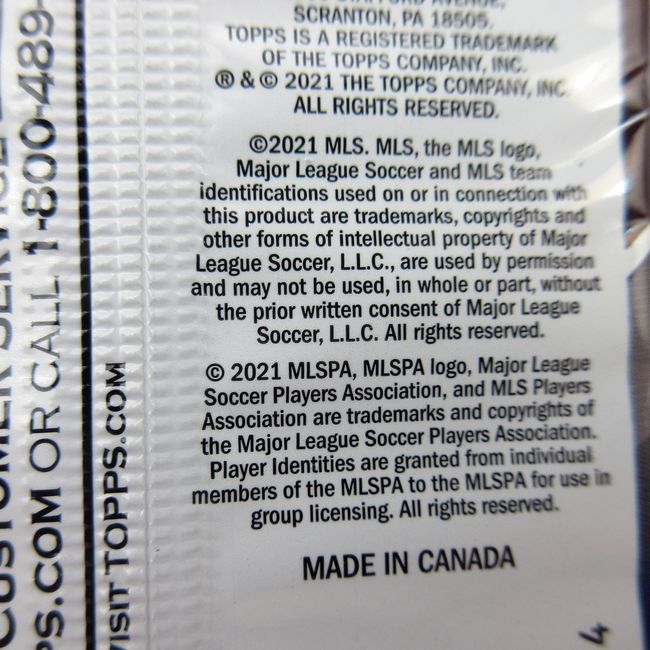 SCRANTON, PA 18505.
TOPPS IS A REGISTERED TRADEMARK
OF THE TOPPS COMPANY, INC.
® & © 2021 THE TOPPS COMPANY, INC.
ALL RIGHTS RESERVED.
©2021 MLS. MLS, the MLS logo,
Major League Soccer and MLS team
identifications used on or in connection with
this product are trademarks, copyrights and
other forms of intellectual property of Major
League Soccer, L.L.C., are used by permission
and may not be used, in whole or part, without
the prior written consent of Major League
Soccer, L.L.C. All rights reserved.
© 2021 MLSPA, MLSPA logo, Major League
Soccer Players Association, and MLS Players
Association are trademarks and copyrights of
the Major League Soccer Players Association.
Player Identities are granted from individual
members of the MLSPA to the MLSPA for use in
group licensing. All rights reserved.
MADE IN CANADA
PS.COM OR CALL 1-800-489-
VISIT TOPPS.COM
4